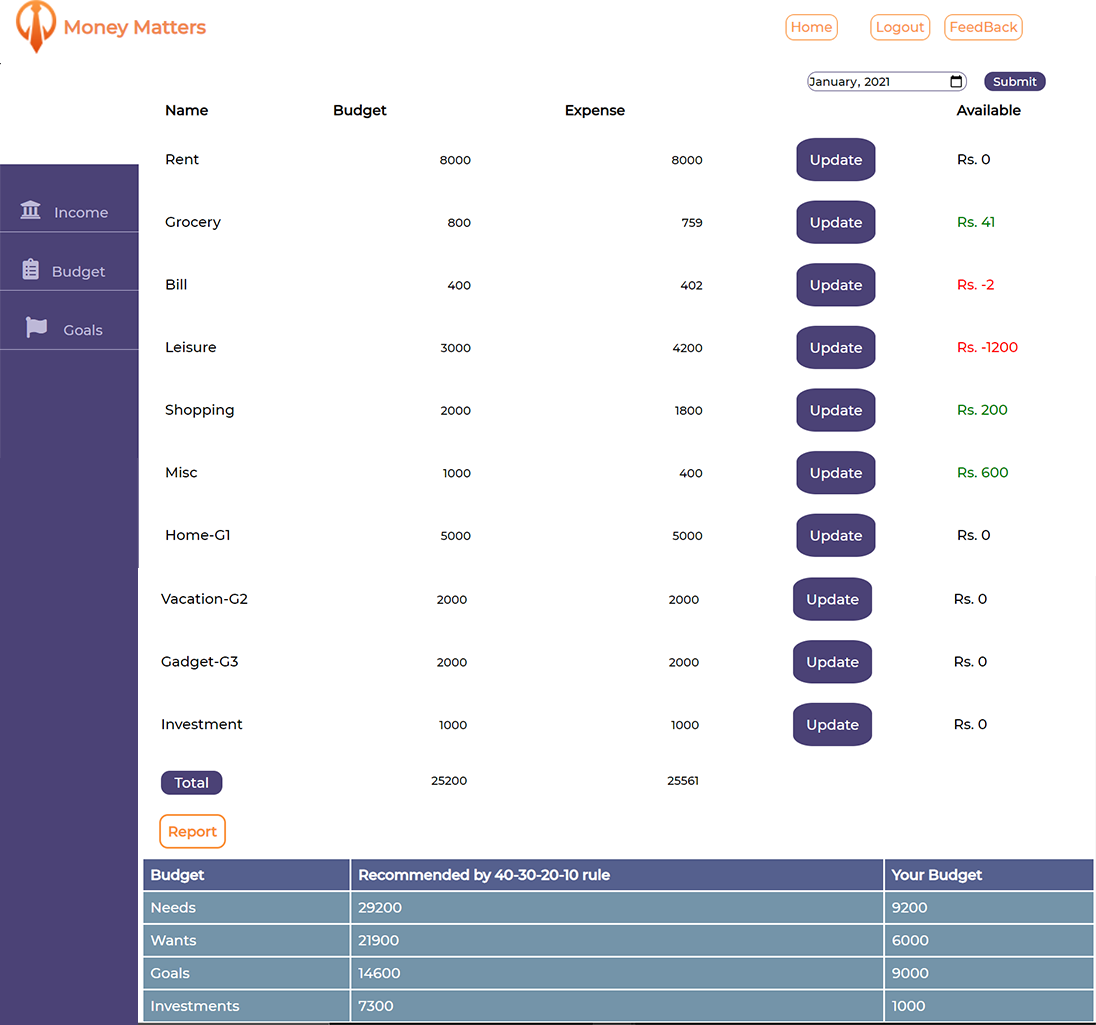 Money Matters Home Logout FeedBack
January, 2021 Submit
Name Budget Expense Available
Rent 8000 8000 Update Rs. 0
Income
Grocery 800 759 Update Rs. 41
Budget
Bill 400 402 Update Rs. -2
Goals
Leisure 3000 4200 Update Rs. -1200
Shopping 2000 1800 Update Rs. 200
Misc 1000 400 Update Rs. 600
Home-G1 5000 5000 Update Rs. 0
Vacation-G2 2000 2000 Update Rs. 0
Gadget-G3 2000 2000 Update Rs. 0
Investment 1000 1000 Update Rs. 0
Total 25200 25561
Report
Budget Recommended by 40-30-20-10 rule Your Budget
Needs 29200 9200
Wants 21900 6000
Goals 14600 9000
Investments 7300 1000